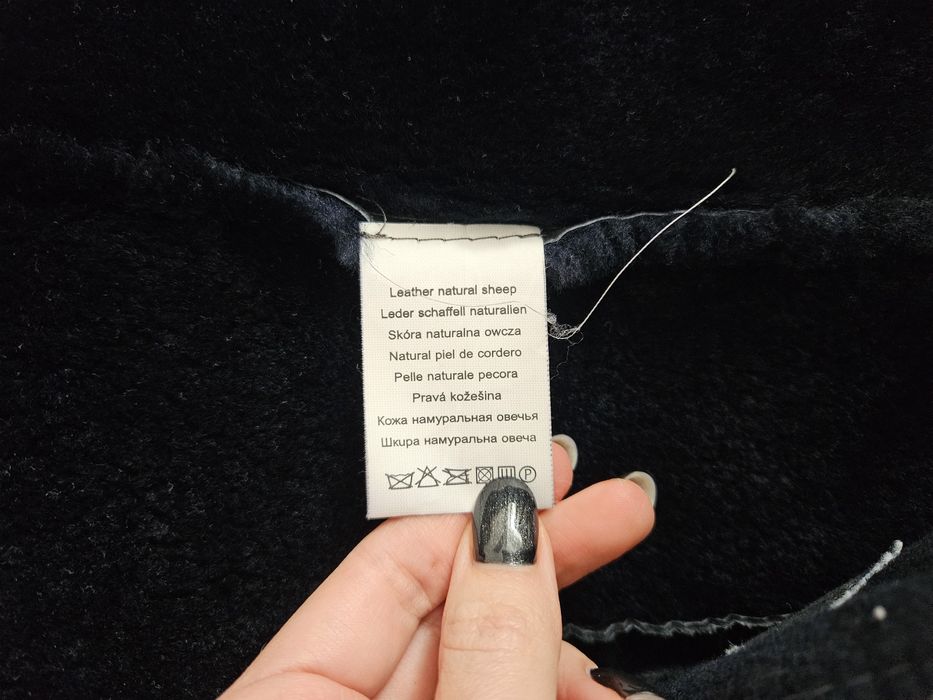 Leather natural sheep
Leder schaffell naturalien
Skóra naturalna owcza
Natural piel de cordero
Pelle naturale pecora
Pravá kožešina
Кожа намуральная овечья
Шкура намуральна овеча
P